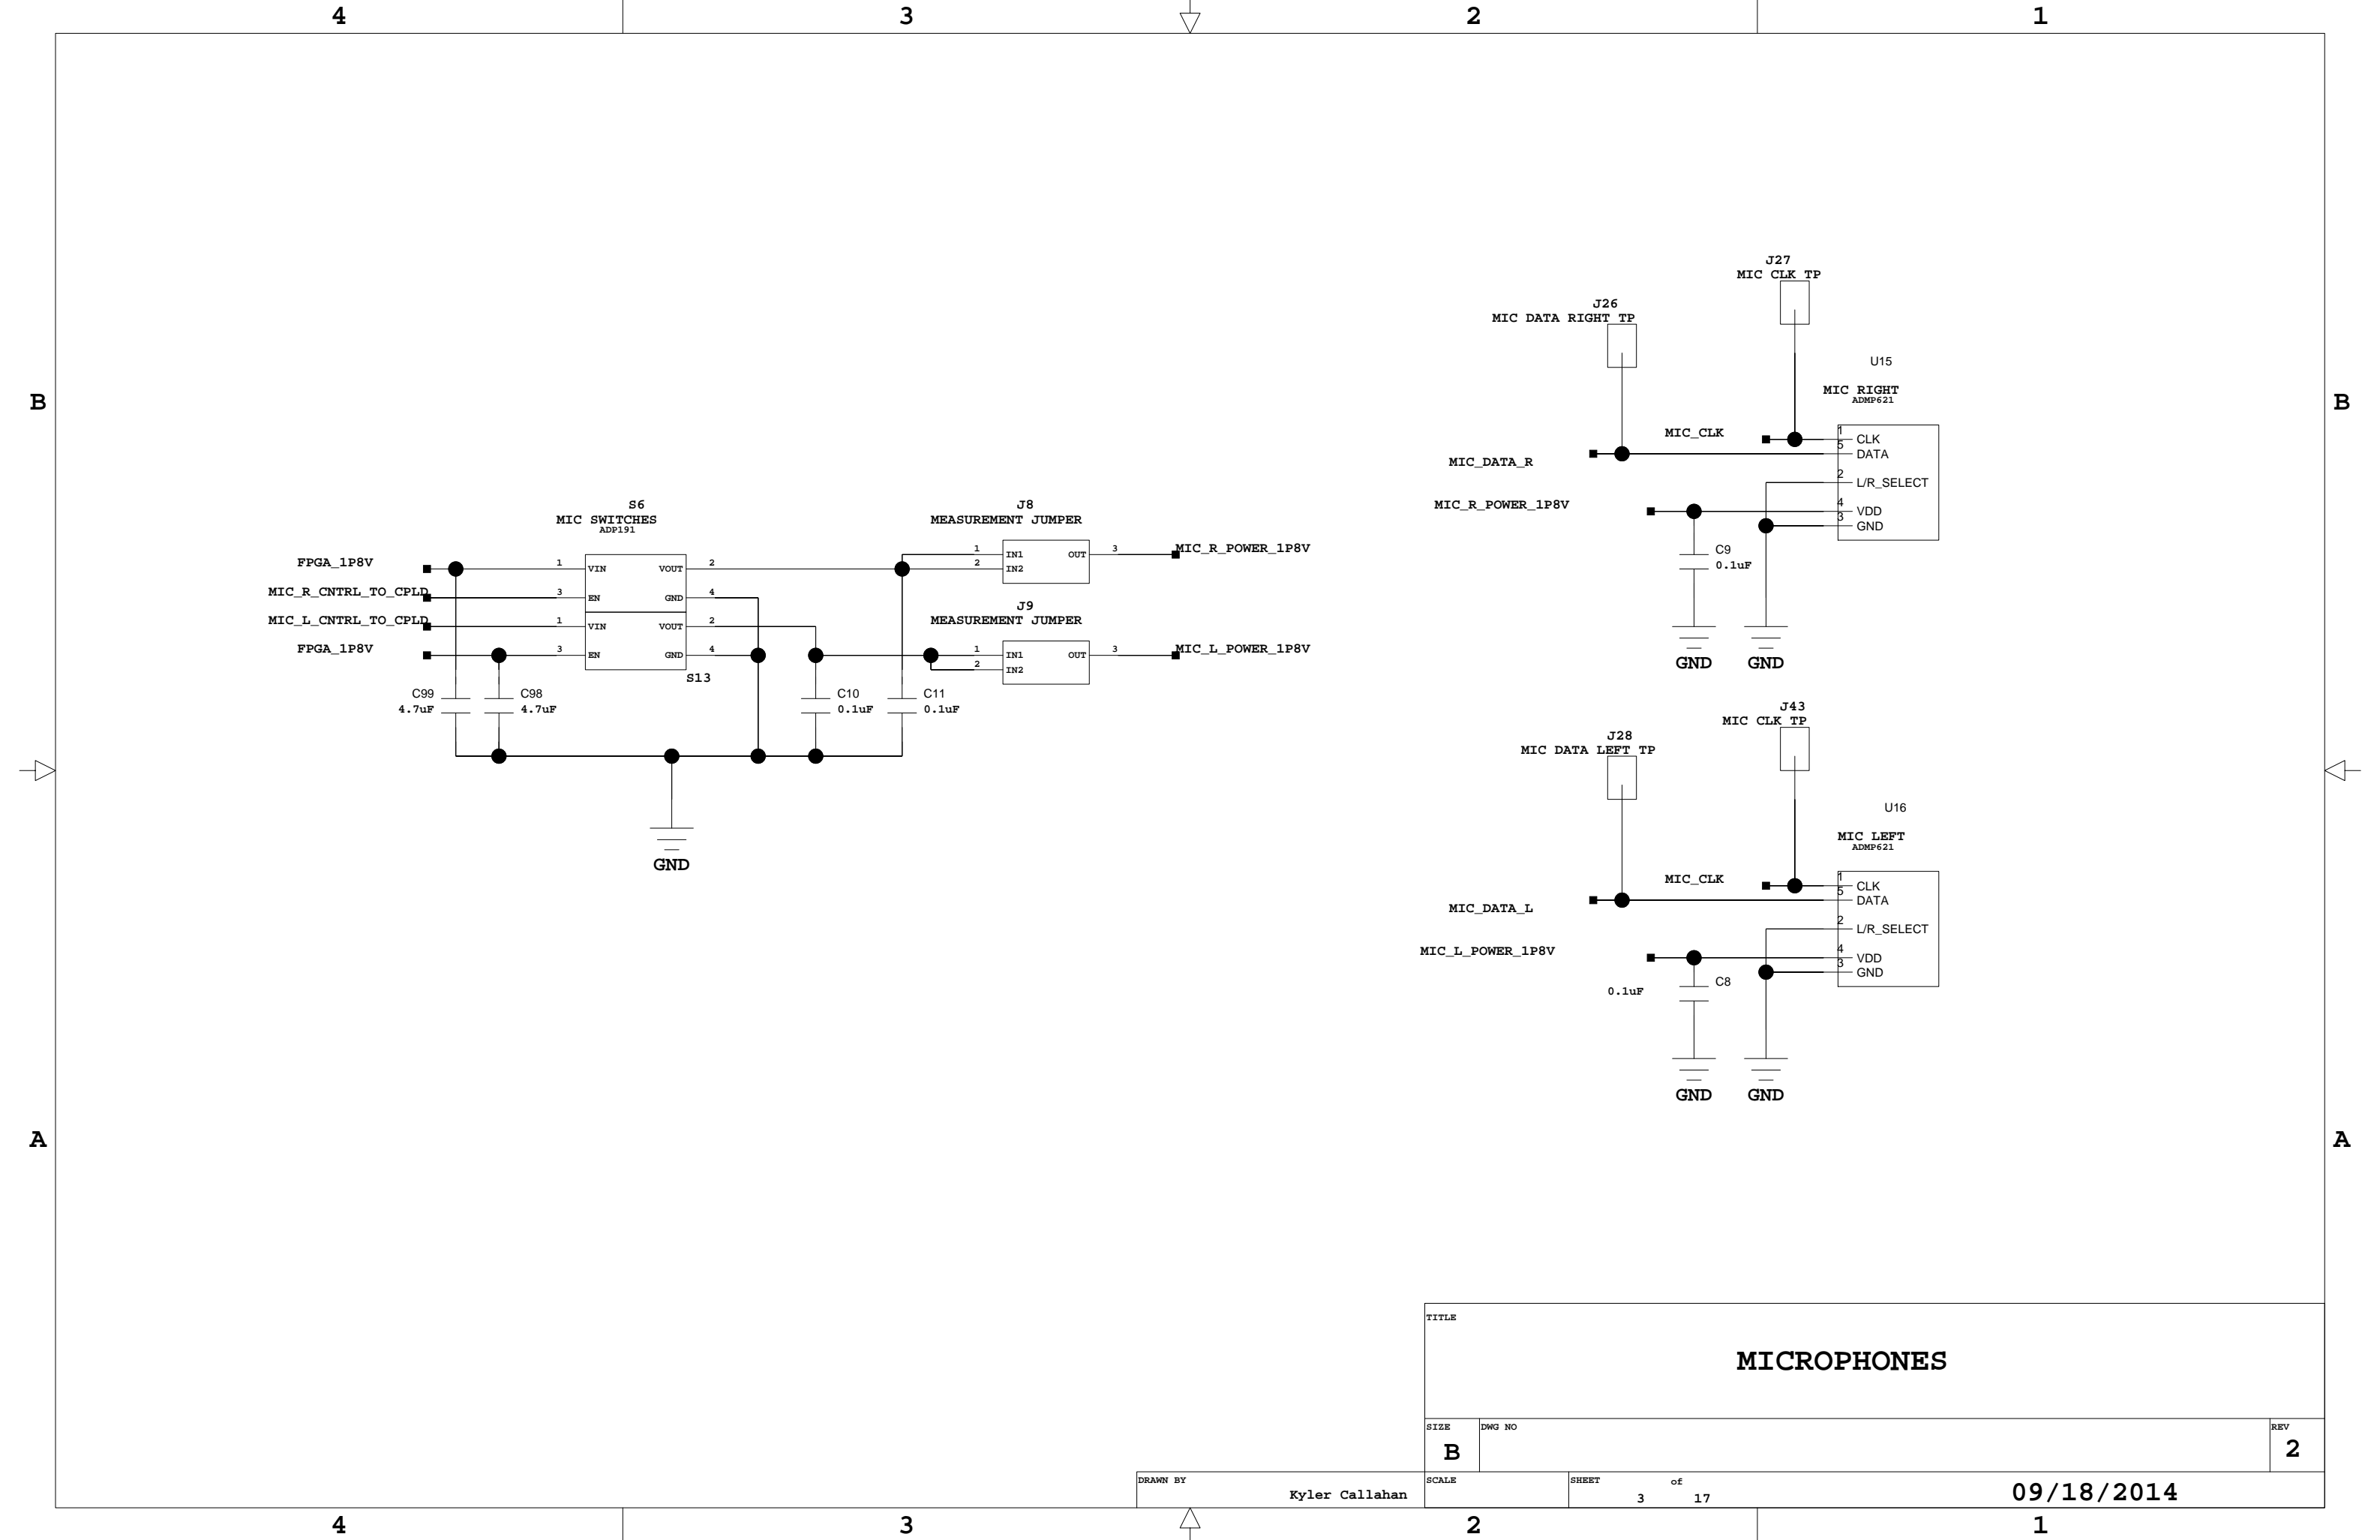 4 3 2 1
B B
A A
S6
MIC SWITCHES
ADP191
FPGA_1P8V
MIC_R_CNTRL_TO_CPLD
MIC_L_CNTRL_TO_CPLD
FPGA_1P8V
1 VIN VOUT 2
3 EN GND 4
1 VIN VOUT 2
3 EN GND 4
S13
C99
4.7uF
C98
4.7uF
C10
0.1uF
C11
0.1uF
GND
J8
MEASUREMENT JUMPER
1 IN1 OUT 3
2 IN2
MIC_R_POWER_1P8V
J9
MEASUREMENT JUMPER
1 IN1 OUT 3
2 IN2
MIC_L_POWER_1P8V
J27
MIC CLK TP
J26
MIC DATA RIGHT TP
U15
MIC RIGHT
ADMP621
MIC_CLK
MIC_DATA_R
MIC_R_POWER_1P8V
1 CLK
5 DATA
2 L/R_SELECT
4 VDD
3 GND
C9
0.1uF
GND GND
J43
MIC CLK TP
J28
MIC DATA LEFT TP
U16
MIC LEFT
ADMP621
MIC_CLK
MIC_DATA_L
MIC_L_POWER_1P8V
1 CLK
5 DATA
2 L/R_SELECT
4 VDD
3 GND
C8
0.1uF
GND GND
TITLE
MICROPHONES
SIZE DWG NO REV
B 2
DRAWN BY SCALE SHEET of
Kyler Callahan 3 17 09/18/2014
4 3 2 1